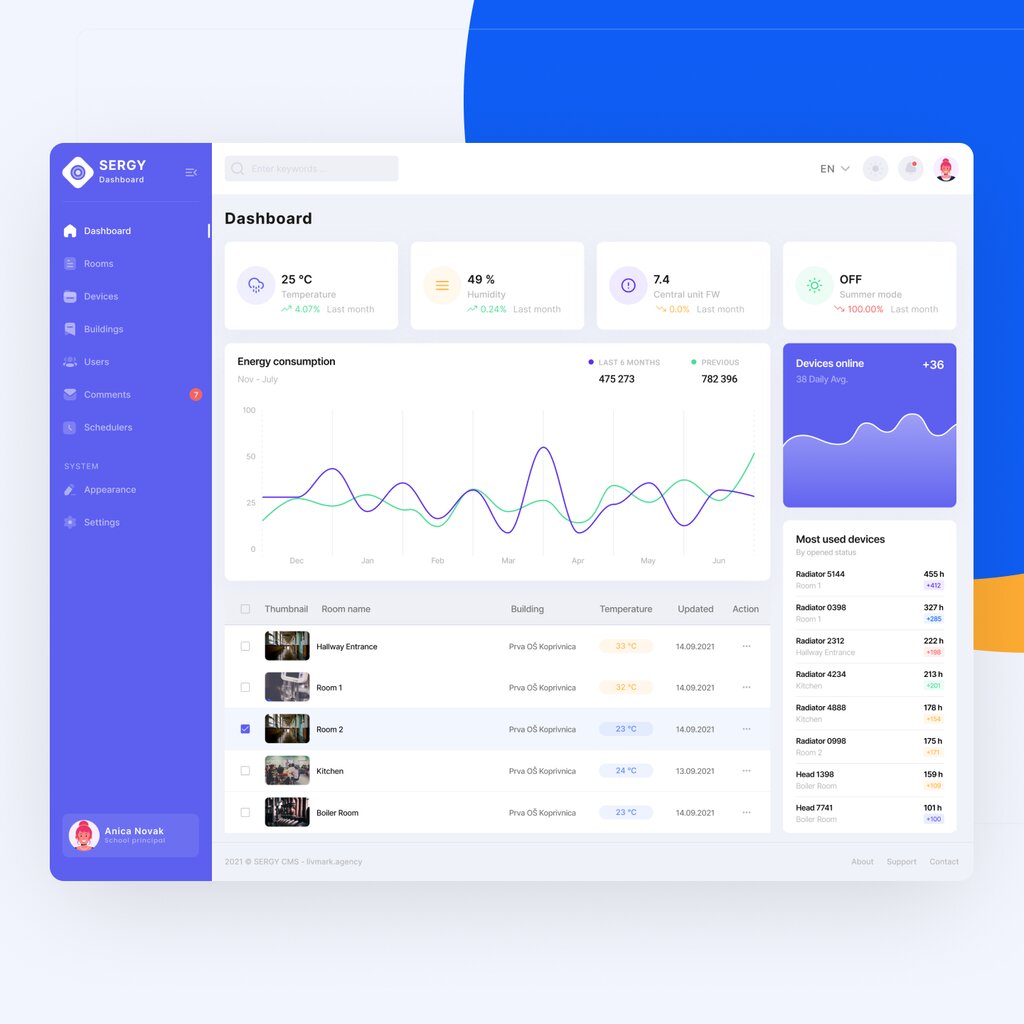 SERGY
Dashboard
Enter keywords ...
EN
Dashboard
Rooms
Devices
Buildings
Users
Comments
7
Schedulers
SYSTEM
Appearance
Settings
Anica Novak
School principal
Dashboard
25 °C
Temperature
4.07% Last month
49 %
Humidity
0.24% Last month
7.4
Central unit FW
0.0% Last month
OFF
Summer mode
100.00% Last month
Energy consumption
Nov - July
LAST 6 MONTHS
475 273
PREVIOUS
782 396
100
50
25
0
Dec Jan Feb Mar Apr May Jun
Devices online
+36
38 Daily Avg.
Thumbnail Room name Building Temperature Updated Action
Hallway Entrance Prva OŠ Koprivnica 33 °C 14.09.2021
Room 1 Prva OŠ Koprivnica 32 °C 14.09.2021
Room 2 Prva OŠ Koprivnica 23 °C 14.09.2021
Kitchen Prva OŠ Koprivnica 24 °C 13.09.2021
Boiler Room Prva OŠ Koprivnica 23 °C 14.09.2021
Most used devices
By opened status
Radiator 5144 455 h
Room 1 +412
Radiator 0398 327 h
Room 1 +285
Radiator 2312 222 h
Hallway Entrance +198
Radiator 4234 213 h
Kitchen +201
Radiator 4888 178 h
Kitchen +154
Radiator 0998 175 h
Room 2 +171
Head 1398 159 h
Boiler Room +109
Head 7741 101 h
Boiler Room +100
2021 © SERGY CMS - livmark.agency
About Support Contact